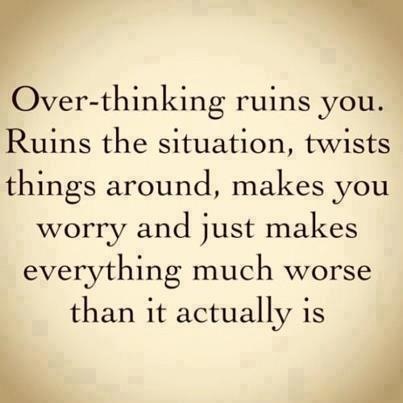 Over-thinking ruins you.
Ruins the situation, twists
things around, makes you
worry and just makes
everything much worse
than it actually is